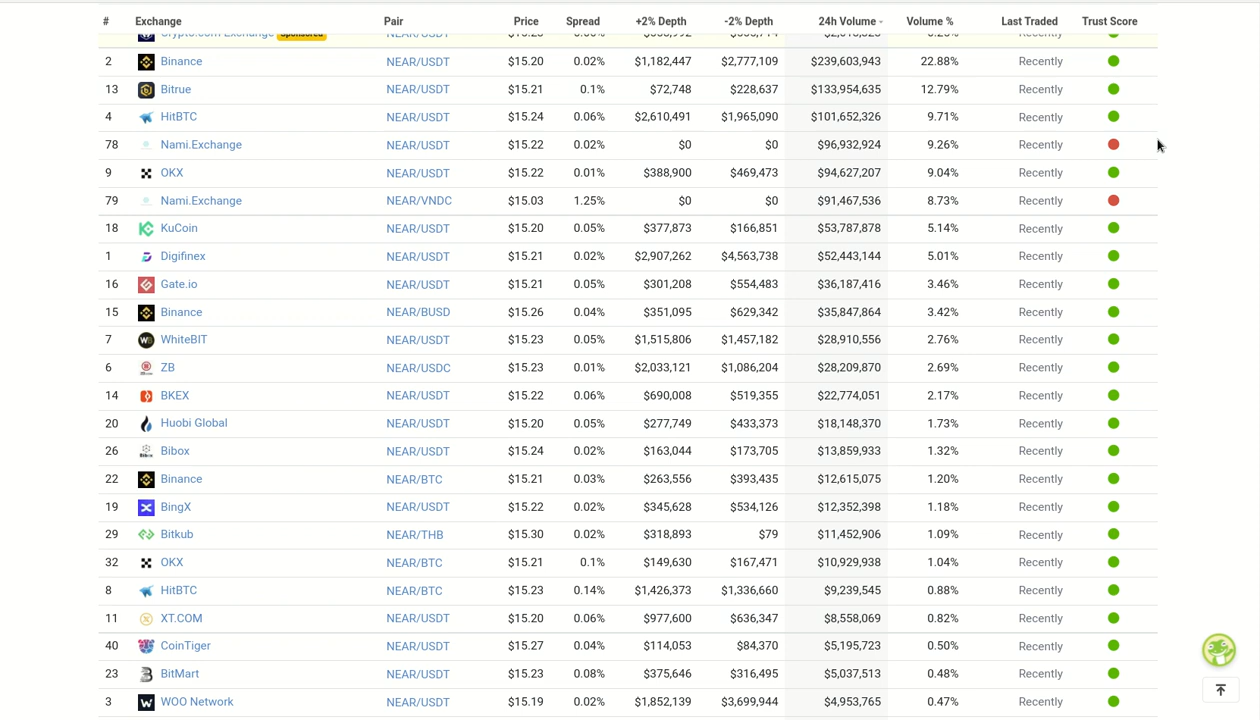 # Exchange Pair Price Spread +2% Depth -2% Depth 24h Volume Volume % Last Traded Trust Score
Crypto.com Exchange Sponsored NEAR/USDT
2 Binance NEAR/USDT $15.20 0.02% $1,182,447 $2,777,109 $239,603,943 22.88% Recently
13 Bitrue NEAR/USDT $15.21 0.1% $72,748 $228,637 $133,954,635 12.79% Recently
4 HitBTC NEAR/USDT $15.24 0.06% $2,610,491 $1,965,090 $101,652,326 9.71% Recently
78 Nami.Exchange NEAR/USDT $15.22 0.02% $0 $0 $96,932,924 9.26% Recently
9 OKX NEAR/USDT $15.22 0.01% $388,900 $469,473 $94,627,207 9.04% Recently
79 Nami.Exchange NEAR/VNDC $15.03 1.25% $0 $0 $91,467,536 8.73% Recently
18 KuCoin NEAR/USDT $15.20 0.05% $377,873 $166,851 $53,787,878 5.14% Recently
1 Digifinex NEAR/USDT $15.21 0.02% $2,907,262 $4,563,738 $52,443,144 5.01% Recently
16 Gate.io NEAR/USDT $15.21 0.05% $301,208 $554,483 $36,187,416 3.46% Recently
15 Binance NEAR/BUSD $15.26 0.04% $351,095 $629,342 $35,847,864 3.42% Recently
7 WhiteBIT NEAR/USDT $15.23 0.05% $1,515,806 $1,457,182 $28,910,556 2.76% Recently
6 ZB NEAR/USDC $15.23 0.01% $2,033,121 $1,086,204 $28,209,870 2.69% Recently
14 BKEX NEAR/USDT $15.22 0.06% $690,008 $519,355 $22,774,051 2.17% Recently
20 Huobi Global NEAR/USDT $15.20 0.05% $277,749 $433,373 $18,148,370 1.73% Recently
26 Bibox NEAR/USDT $15.24 0.02% $163,044 $173,705 $13,859,933 1.32% Recently
22 Binance NEAR/BTC $15.21 0.03% $263,556 $393,435 $12,615,075 1.20% Recently
19 BingX NEAR/USDT $15.22 0.02% $345,628 $534,126 $12,352,398 1.18% Recently
29 Bitkub NEAR/THB $15.30 0.02% $318,893 $79 $11,452,906 1.09% Recently
32 OKX NEAR/BTC $15.21 0.1% $149,630 $167,471 $10,929,938 1.04% Recently
8 HitBTC NEAR/BTC $15.23 0.14% $1,426,373 $1,336,660 $9,239,545 0.88% Recently
11 XT.COM NEAR/USDT $15.20 0.06% $977,600 $636,347 $8,558,069 0.82% Recently
40 CoinTiger NEAR/USDT $15.27 0.04% $114,053 $84,370 $5,195,723 0.50% Recently
23 BitMart NEAR/USDT $15.23 0.08% $375,646 $316,495 $5,037,513 0.48% Recently
3 WOO Network NEAR/USDT $15.19 0.02% $1,852,139 $3,699,944 $4,953,765 0.47% Recently